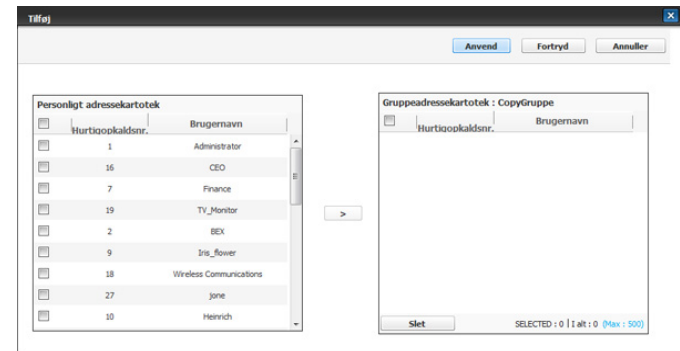 Tilføj
Anvend Fortryd Annuller
Personligt adressekartotek
Hurtigopkaldsnr. Brugernavn
1 Administrator
16 CEO
7 Finance
19 TV_Monitor
2 BEX
9 Iris_flower
18 Wireless Communications
27 jone
10 Heinrich
>
Gruppeadressekartotek : CopyGruppe
Hurtigopkaldsnr. Brugernavn
Slet SELECTED : 0 | I alt : 0 (Max : 500)